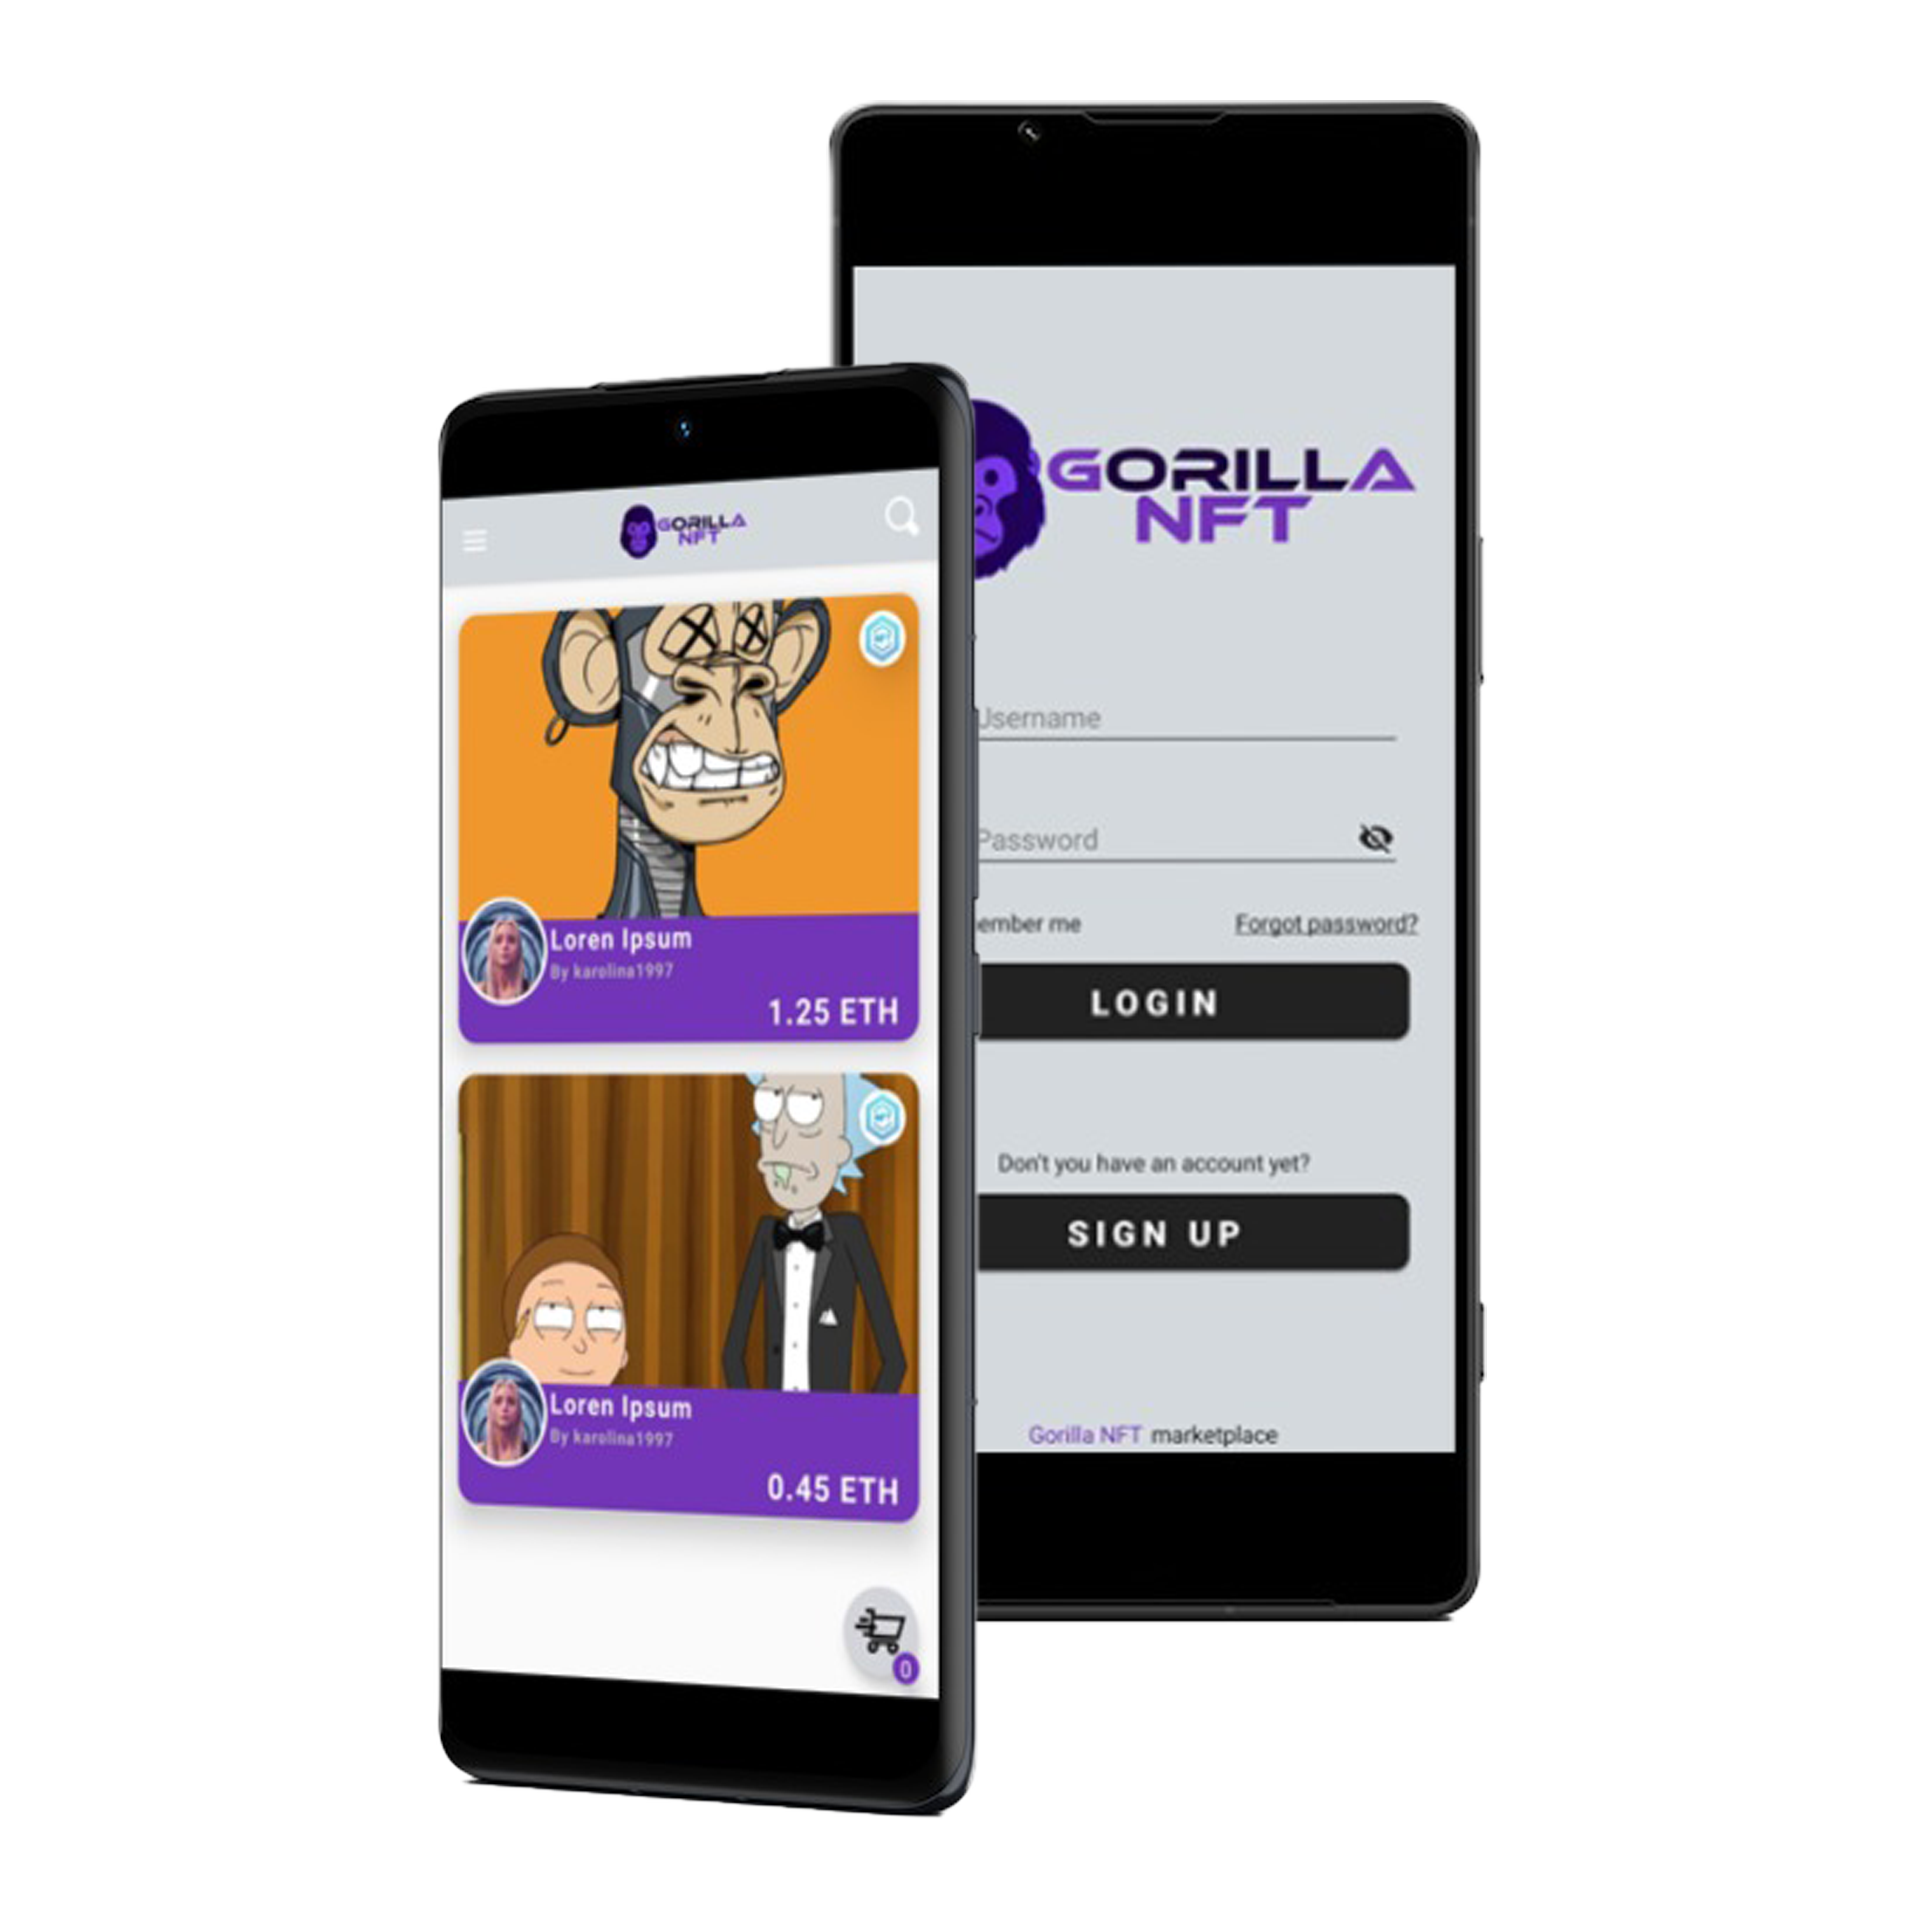 GORILLA
NFT
Loren Ipsum
By karolina1997
1.25 ETH
Loren Ipsum
By karolina1997
0.45 ETH
0
GORILLA
NFT
Username
Password
ember me
Forgot password?
LOGIN
Don't you have an account yet?
SIGN UP
Gorilla NFT marketplace